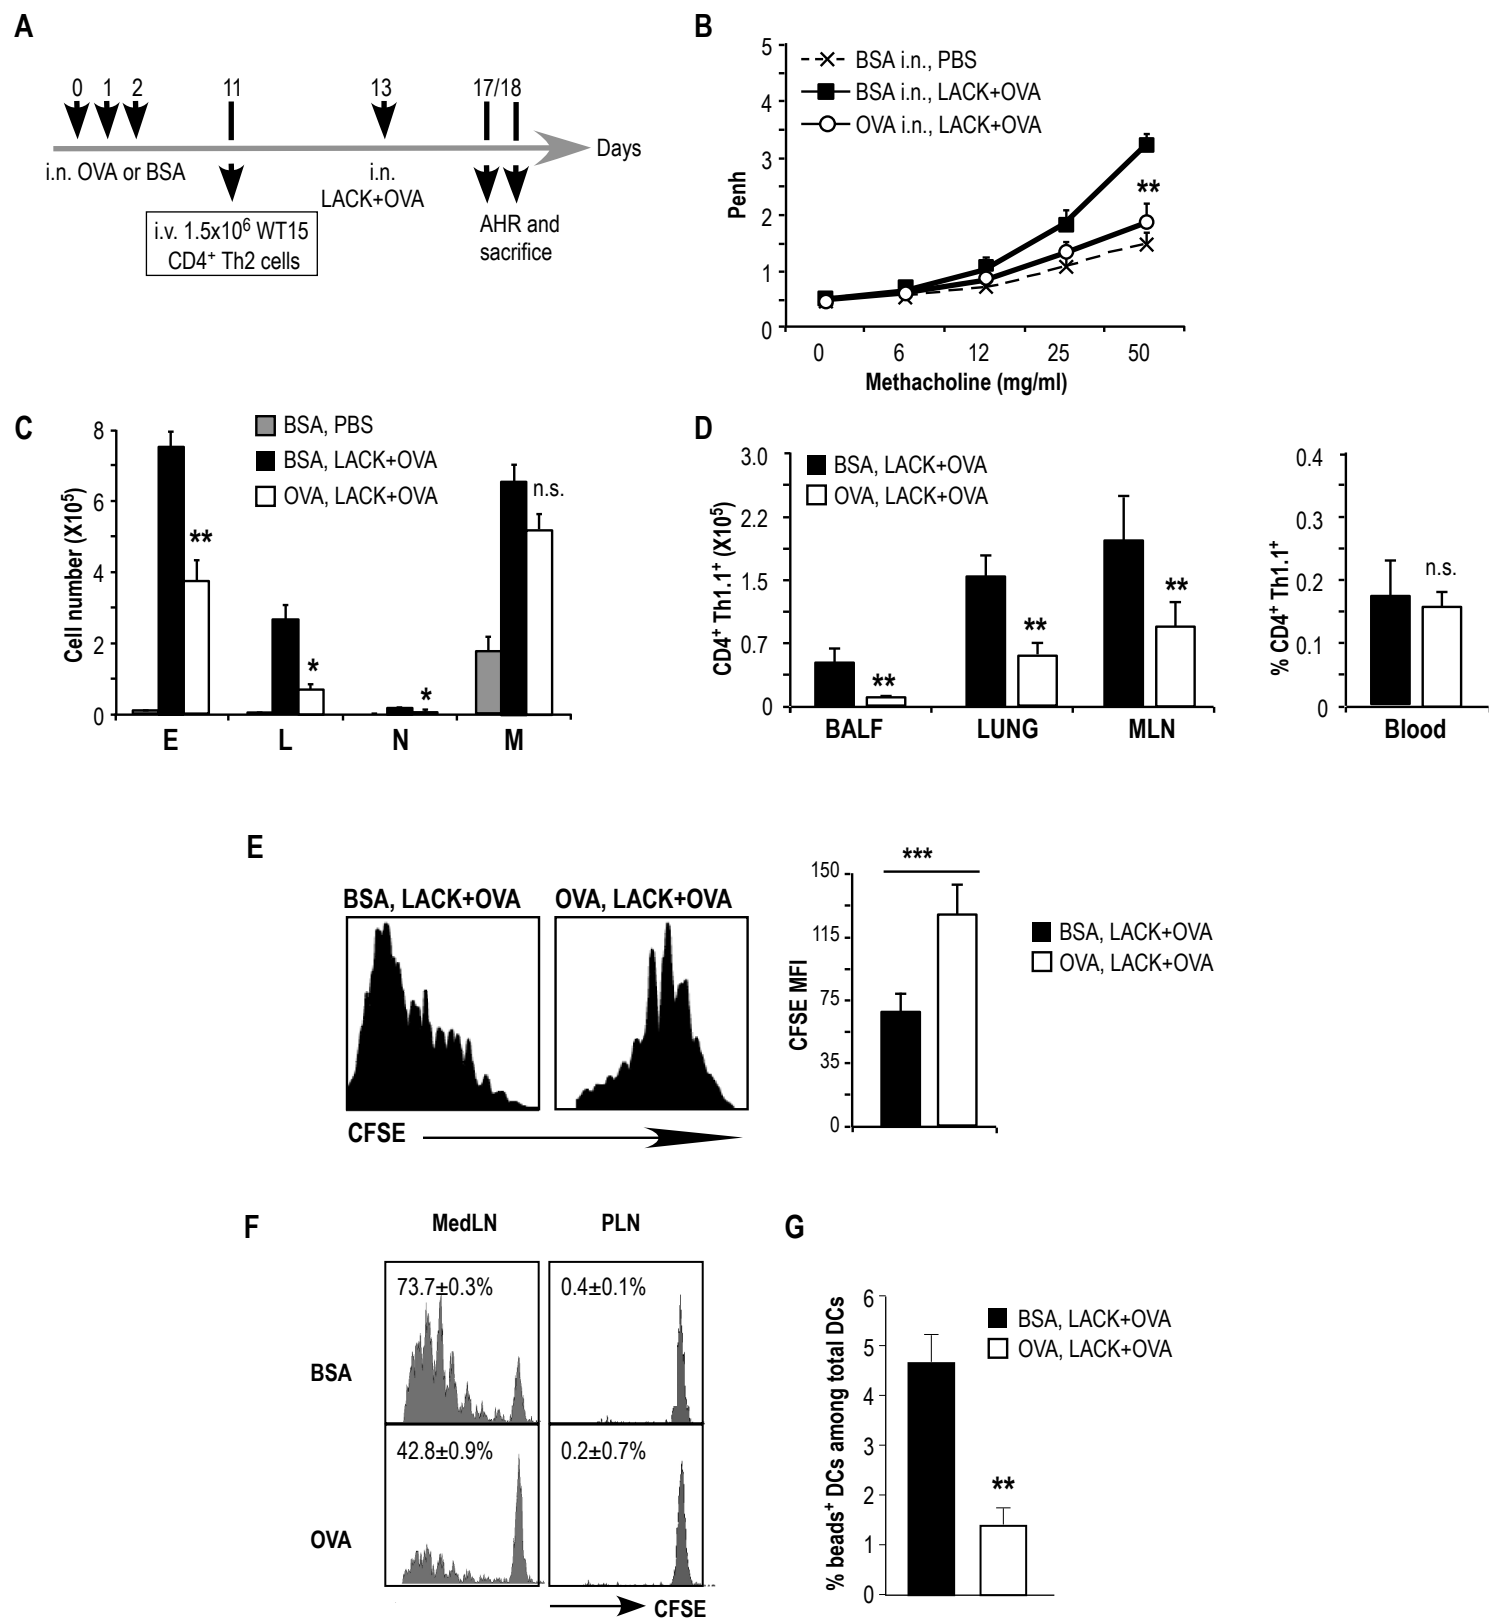 A
0 1 2 11 13 17/18
Days
i.n. OVA or BSA
i.n.
LACK+OVA
i.v. 1.5x10⁶ WT15
CD4⁺ Th2 cells
AHR and
sacrifice
B
5
4
3
2
1
0
Penh
BSA i.n., PBS
BSA i.n., LACK+OVA
OVA i.n., LACK+OVA
**
0 6 12 25 50
Methacholine (mg/ml)
C
8
6
4
2
0
Cell number (X10⁵)
BSA, PBS
BSA, LACK+OVA
OVA, LACK+OVA
**
*
*
n.s.
E L N M
D
3.0
2.2
1.5
0.7
0
CD4⁺ Th1.1⁺ (X10⁵)
BSA, LACK+OVA
OVA, LACK+OVA
**
**
**
BALF LUNG MLN
0.4
0.3
0.2
0.1
0
% CD4⁺ Th1.1⁺
n.s.
Blood
E
BSA, LACK+OVA
OVA, LACK+OVA
CFSE
150
115
75
35
0
CFSE MFI
***
BSA, LACK+OVA
OVA, LACK+OVA
F
MedLN PLN
BSA
73.7±0.3%
0.4±0.1%
OVA
42.8±0.9%
0.2±0.7%
CFSE
G
6
5
4
3
2
1
0
% beads⁺ DCs among total DCs
BSA, LACK+OVA
OVA, LACK+OVA
**